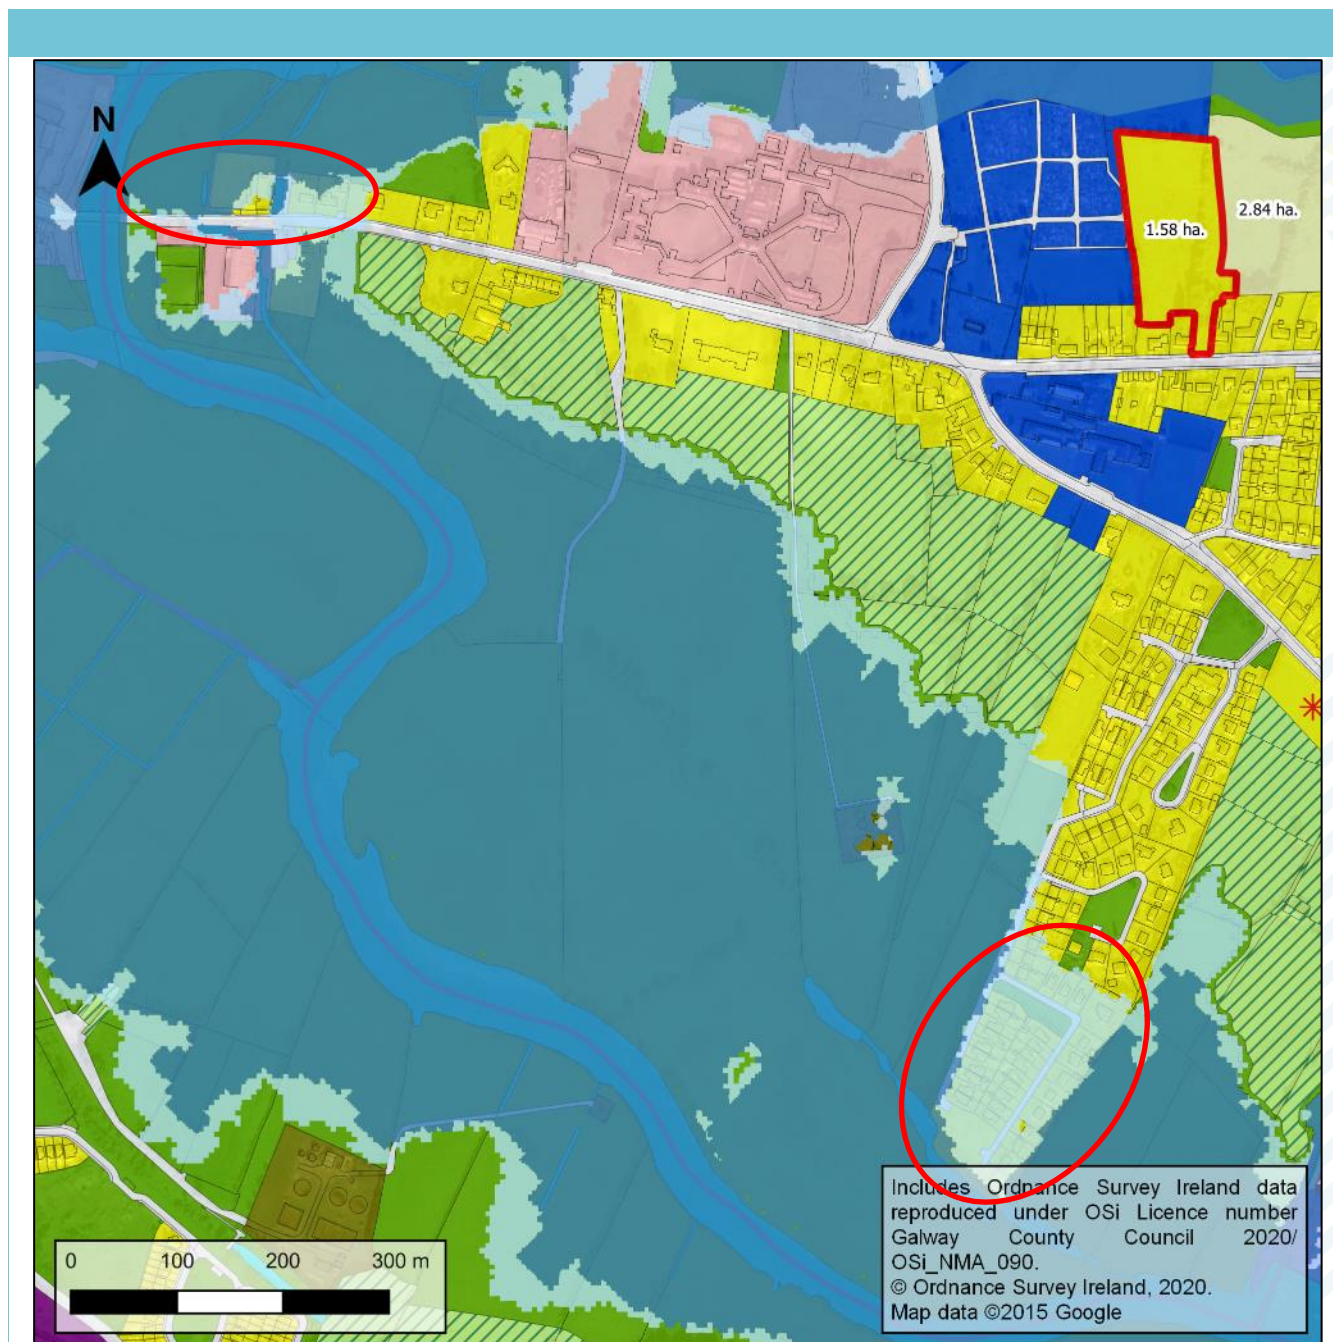 N
1.58 ha.
2.84 ha.
0 100 200 300 m
Includes Ordnance Survey Ireland data
reproduced under OSi Licence number
Galway County Council 2020/
OSi_NMA_090.
© Ordnance Survey Ireland, 2020.
Map data ©2015 Google